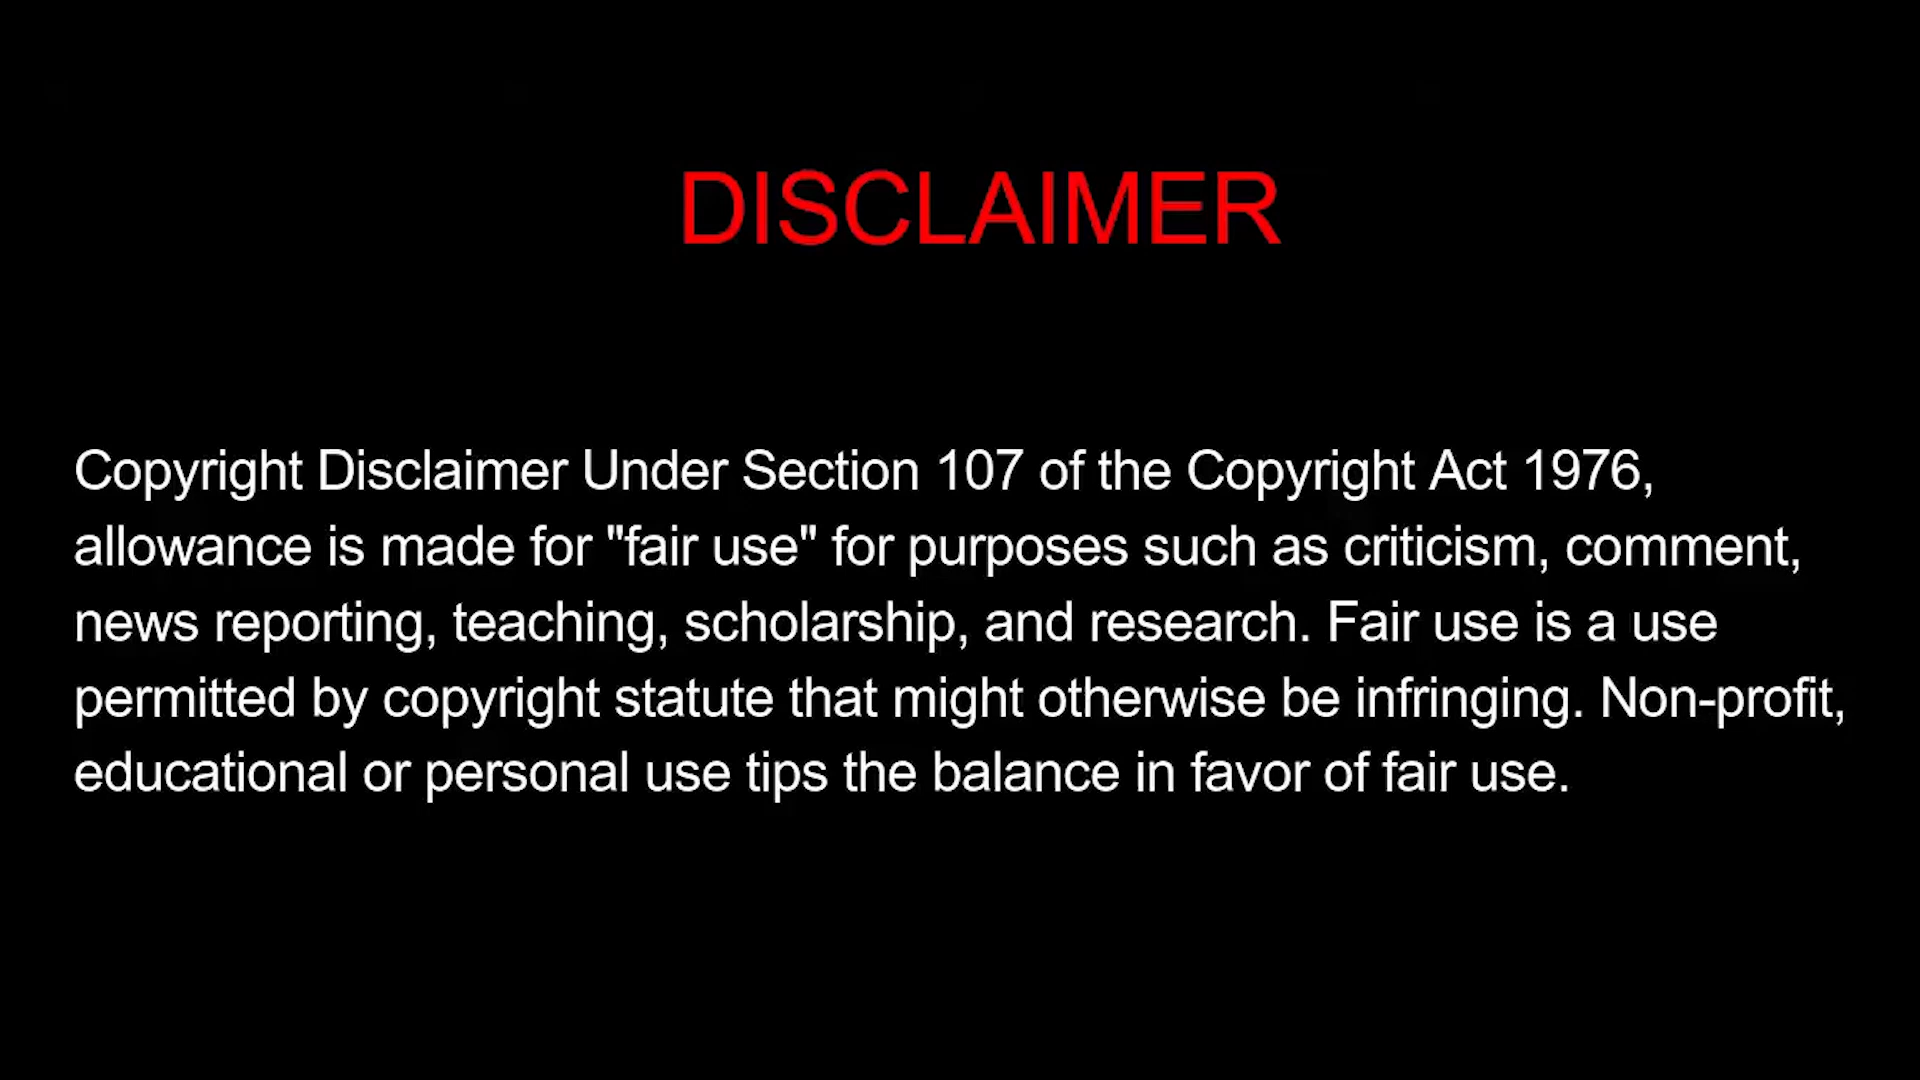 DISCLAIMER
Copyright Disclaimer Under Section 107 of the Copyright Act 1976,
allowance is made for "fair use" for purposes such as criticism, comment,
news reporting, teaching, scholarship, and research. Fair use is a use
permitted by copyright statute that might otherwise be infringing. Non-profit,
educational or personal use tips the balance in favor of fair use.